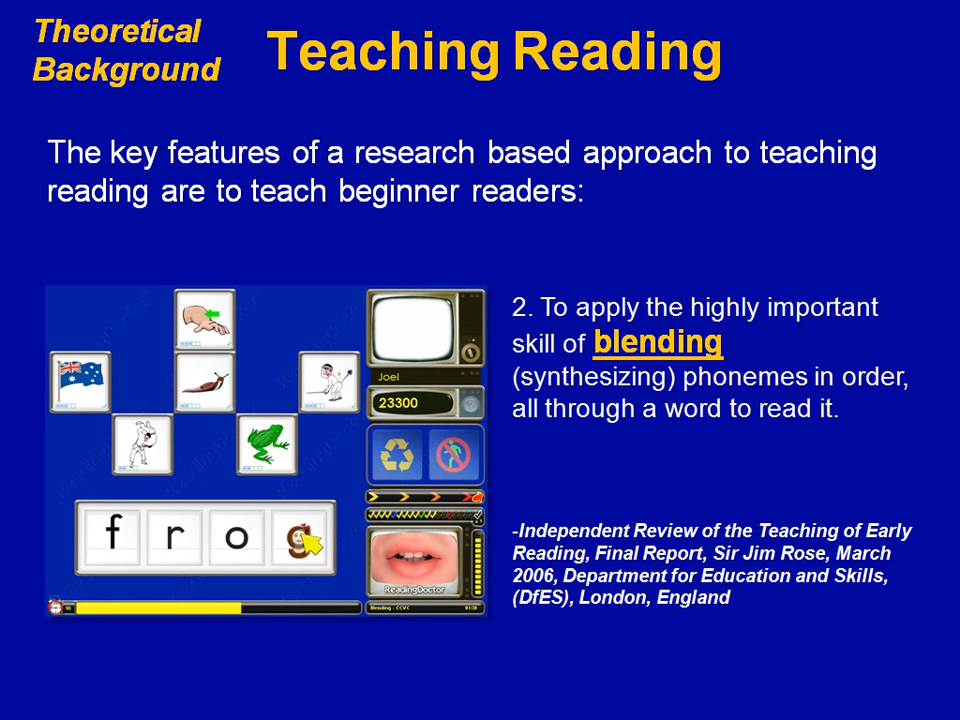 Theoretical
Background
Teaching Reading
The key features of a research based approach to teaching
reading are to teach beginner readers:
2. To apply the highly important
skill of blending
(synthesizing) phonemes in order,
all through a word to read it.
Joel
23300
f r o g
ReadingDoctor
Blending - CCVC 01:38
-Independent Review of the Teaching of Early
Reading, Final Report, Sir Jim Rose, March
2006, Department for Education and Skills,
(DfES), London, England